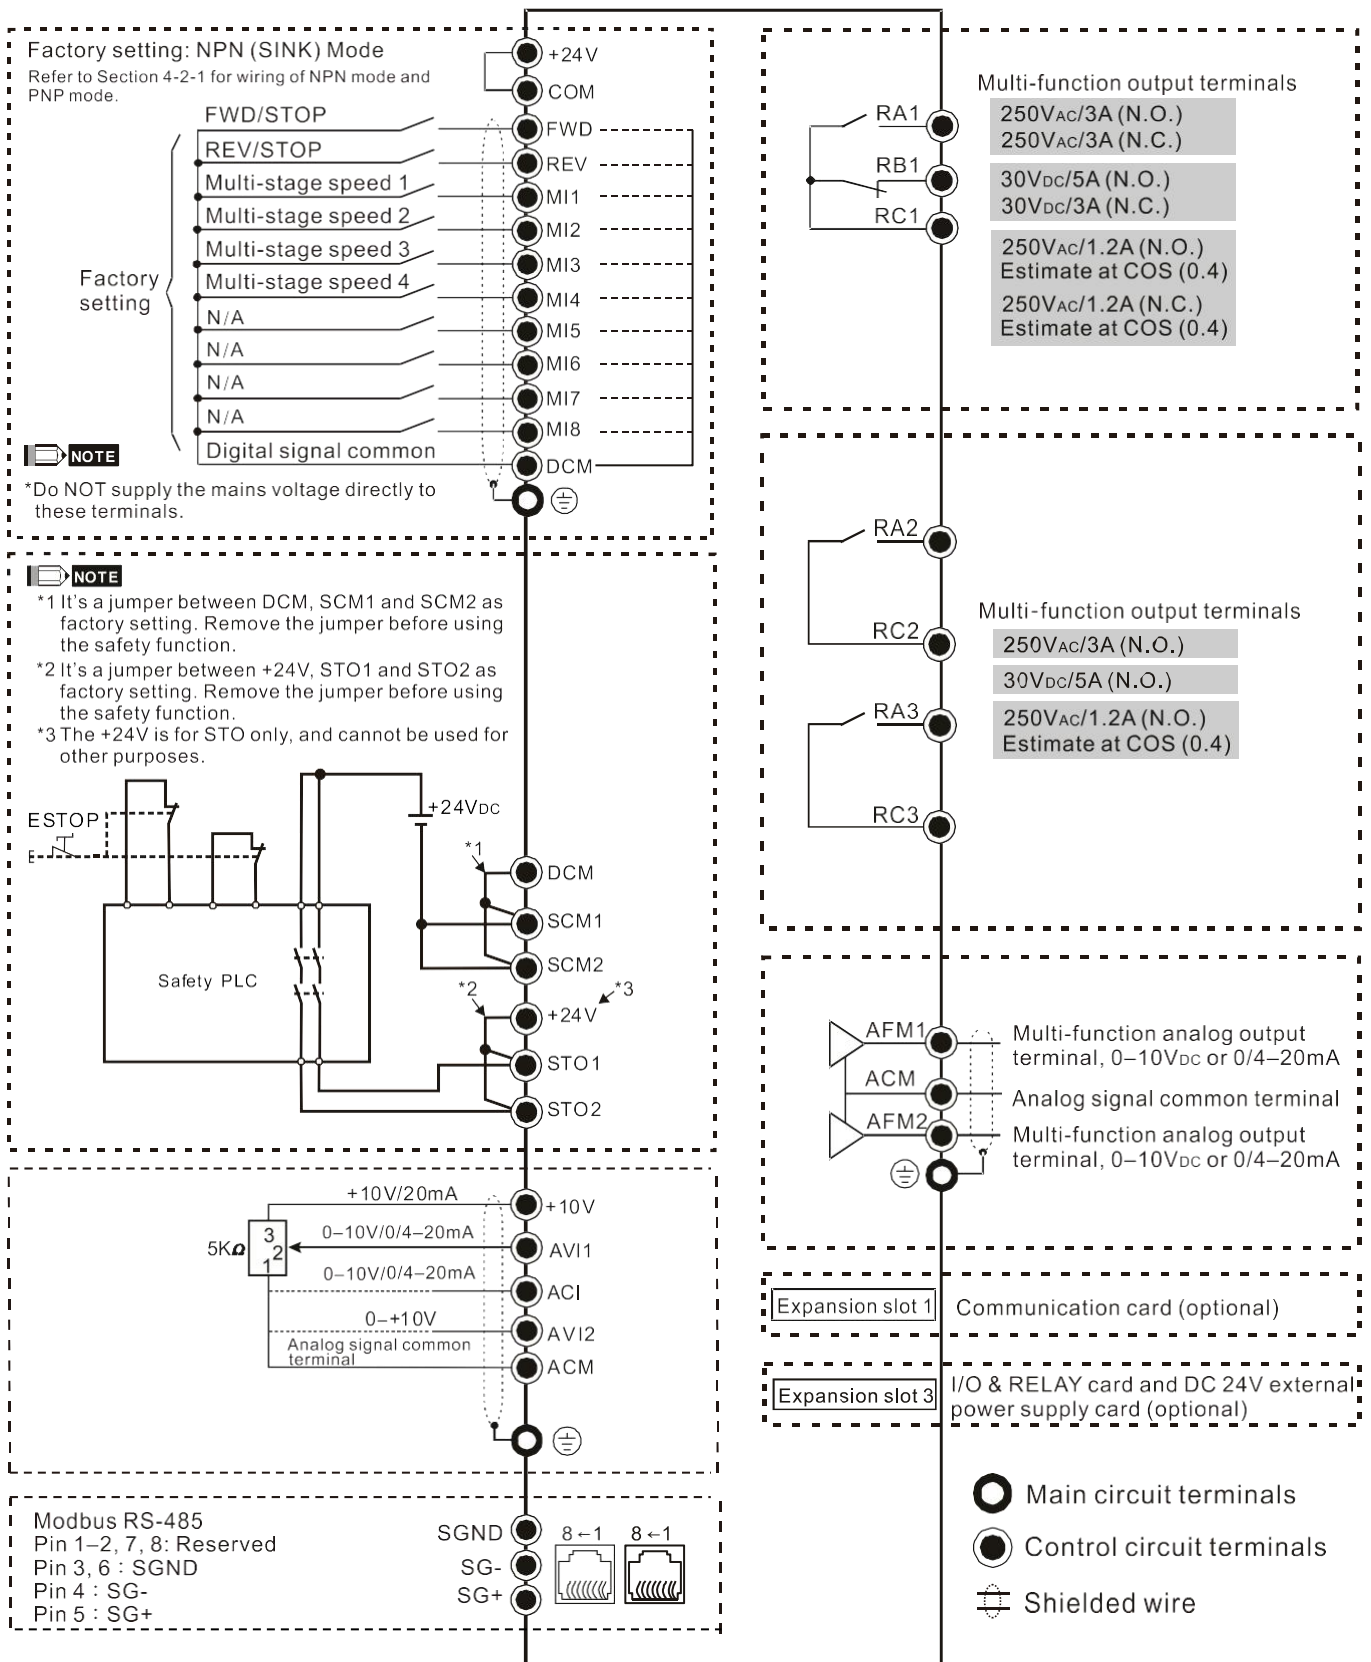 Factory setting: NPN (SINK) Mode
Refer to Section 4-2-1 for wiring of NPN mode and
PNP mode.
+24V
COM
FWD/STOP
FWD
REV/STOP
REV
Multi-stage speed 1
MI1
Multi-stage speed 2
MI2
Multi-stage speed 3
MI3
Multi-stage speed 4
MI4
Factory
setting
N/A
MI5
N/A
MI6
N/A
MI7
N/A
MI8
Digital signal common
DCM
NOTE
*Do NOT supply the mains voltage directly to
these terminals.
NOTE
*1 It's a jumper between DCM, SCM1 and SCM2 as
factory setting. Remove the jumper before using
the safety function.
*2 It's a jumper between +24V, STO1 and STO2 as
factory setting. Remove the jumper before using
the safety function.
*3 The +24V is for STO only, and cannot be used for
other purposes.
ESTOP
+24VDC
*1
DCM
SCM1
SCM2
Safety PLC
*2
*3
+24V
STO1
STO2
+10V/20mA
+10V
5KΩ
3
2
1
0–10V/0/4–20mA
AVI1
0–10V/0/4–20mA
ACI
0–+10V
AVI2
Analog signal common
terminal
ACM
Modbus RS-485
Pin 1–2, 7, 8: Reserved
Pin 3, 6 : SGND
Pin 4 : SG-
Pin 5 : SG+
SGND
SG-
SG+
8←1
8←1
RA1
RB1
RC1
Multi-function output terminals
250VAC/3A (N.O.)
250VAC/3A (N.C.)
30VDC/5A (N.O.)
30VDC/3A (N.C.)
250VAC/1.2A (N.O.)
Estimate at COS (0.4)
250VAC/1.2A (N.C.)
Estimate at COS (0.4)
RA2
RC2
RA3
RC3
Multi-function output terminals
250VAC/3A (N.O.)
30VDC/5A (N.O.)
250VAC/1.2A (N.O.)
Estimate at COS (0.4)
AFM1
Multi-function analog output
terminal, 0–10VDC or 0/4–20mA
ACM
Analog signal common terminal
AFM2
Multi-function analog output
terminal, 0–10VDC or 0/4–20mA
Expansion slot 1
Communication card (optional)
Expansion slot 3
I/O & RELAY card and DC 24V external
power supply card (optional)
Main circuit terminals
Control circuit terminals
Shielded wire